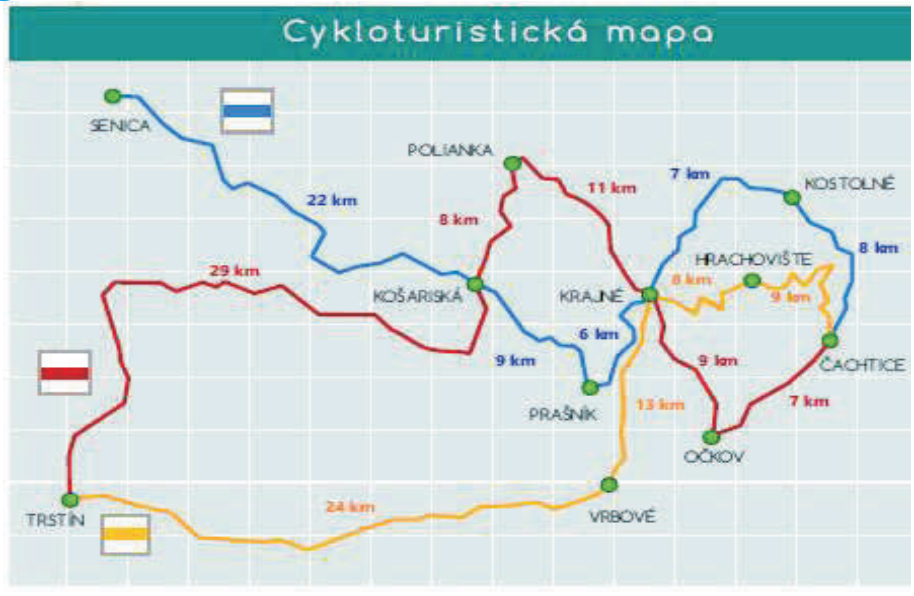 Cykloturistická mapa
SENICA
POLIANKA
7 km
KOSTOLNÉ
11 km
22 km
8 km
HRACHOVIŠTE
8 km
29 km
8 km
KOŠARISKÁ
KRAJNÉ
9 km
6 km
9 km
9 km
ČACHTICE
PRAŠNÍK
13 km
7 km
OČKOV
24 km
TRSTÍN
VRBOVÉ